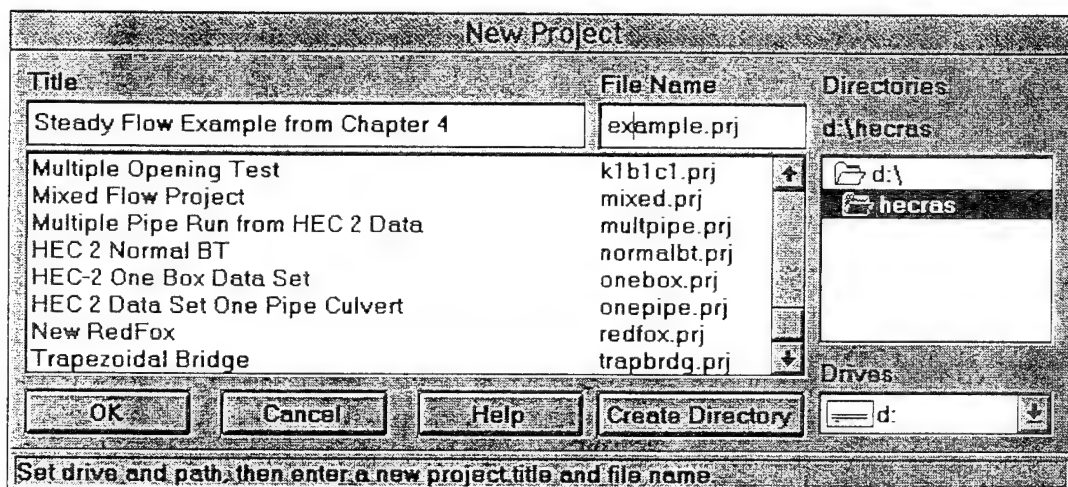 New Project
Title
File Name
Directories:
Steady Flow Example from Chapter 4
example.prj
d:\hecras
Multiple Opening Test k1b1c1.prj
Mixed Flow Project mixed.prj
Multiple Pipe Run from HEC 2 Data multpipe.prj
HEC 2 Normal BT normalbt.prj
HEC-2 One Box Data Set onebox.prj
HEC 2 Data Set One Pipe Culvert onepipe.prj
New RedFox redfox.prj
Trapezoidal Bridge trapbrdg.prj
d:\
hecras
Drives:
d:
OK
Cancel
Help
Create Directory
Set drive and path, then enter a new project title and file name.